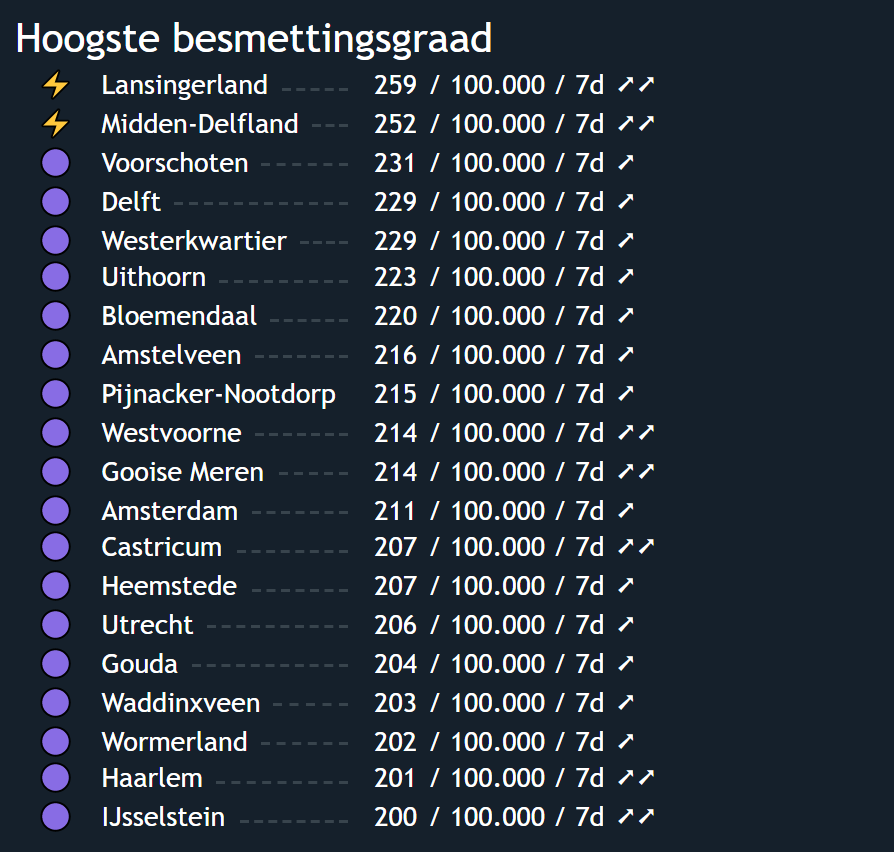 Hoogste besmettingsgraad
⚡ Lansingerland ----- 259 / 100.000 / 7d ➚➚
⚡ Midden-Delfland --- 252 / 100.000 / 7d ➚➚
🟣 Voorschoten ------ 231 / 100.000 / 7d ➚
🟣 Delft ------------ 229 / 100.000 / 7d ➚
🟣 Westerkwartier ---- 229 / 100.000 / 7d ➚
🟣 Uithoorn --------- 223 / 100.000 / 7d ➚
🟣 Bloemendaal ------ 220 / 100.000 / 7d ➚
🟣 Amstelveen ------- 216 / 100.000 / 7d ➚
🟣 Pijnacker-Nootdorp 215 / 100.000 / 7d ➚
🟣 Westvoorne ------- 214 / 100.000 / 7d ➚➚
🟣 Gooise Meren ----- 214 / 100.000 / 7d ➚➚
🟣 Amsterdam ------- 211 / 100.000 / 7d ➚
🟣 Castricum -------- 207 / 100.000 / 7d ➚➚
🟣 Heemstede ------- 207 / 100.000 / 7d ➚
🟣 Utrecht ---------- 206 / 100.000 / 7d ➚
🟣 Gouda ----------- 204 / 100.000 / 7d ➚
🟣 Waddinxveen ----- 203 / 100.000 / 7d ➚
🟣 Wormerland ------ 202 / 100.000 / 7d ➚
🟣 Haarlem --------- 201 / 100.000 / 7d ➚➚
🟣 IJsselstein -------- 200 / 100.000 / 7d ➚➚